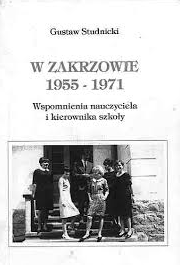 Gustaw Studnicki
W ZAKRZOWIE
1955 - 1971
Wspomnienia nauczyciela
i kierownika szkoły